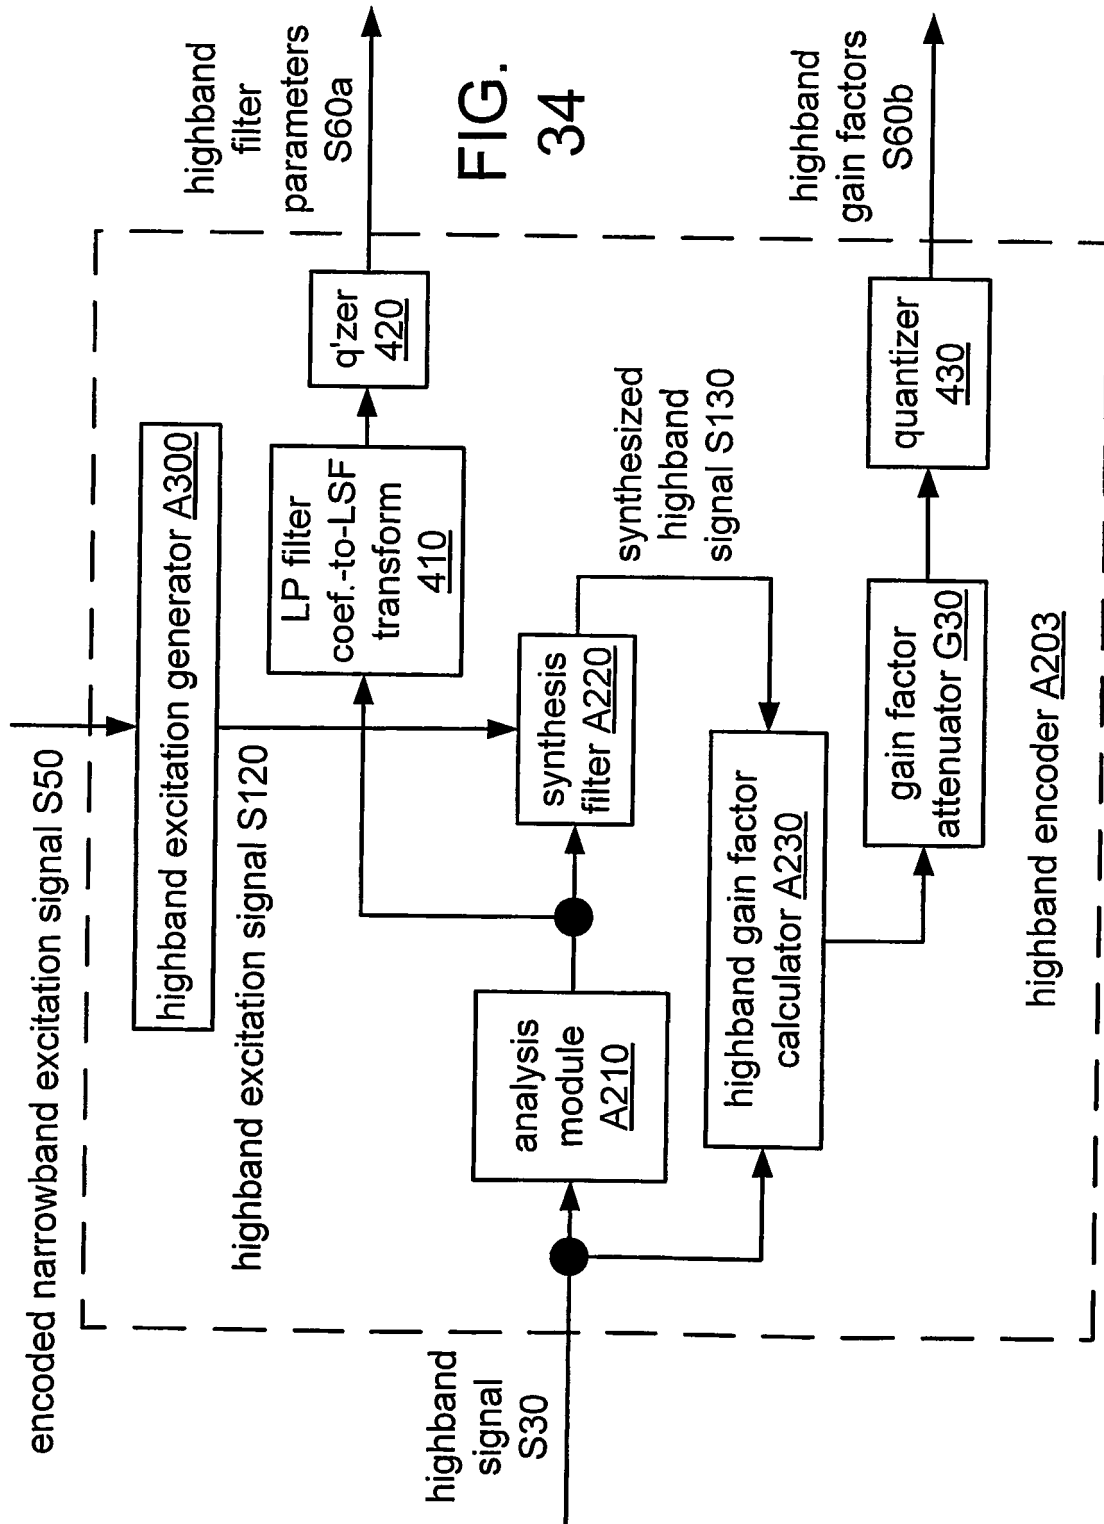 encoded narrowband excitation signal S50
highband excitation generator A300
highband excitation signal S120
highband
filter
parameters
S60a
LP filter
coef.-to-LSF
transform
410
q'zer
420
FIG.
34
highband
signal
S30
analysis
module
A210
synthesis
filter A220
synthesized
highband
signal S130
highband gain factor
calculator A230
gain factor
attenuator G30
quantizer
430
highband
gain factors
S60b
highband encoder A203